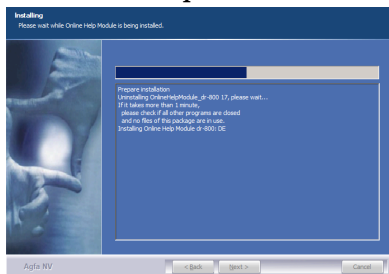 Installing
Please wait while Online Help Module is being installed.
Prepare installation
Uninstalling OnlineHelpModule_dr-800 17, please wait...
If it takes more than 1 minute,
please check if all other programs are closed
and no files of this package are in use.
Installing Online Help Module dr-800: DE
Agfa NV
< Back
Next >
Cancel